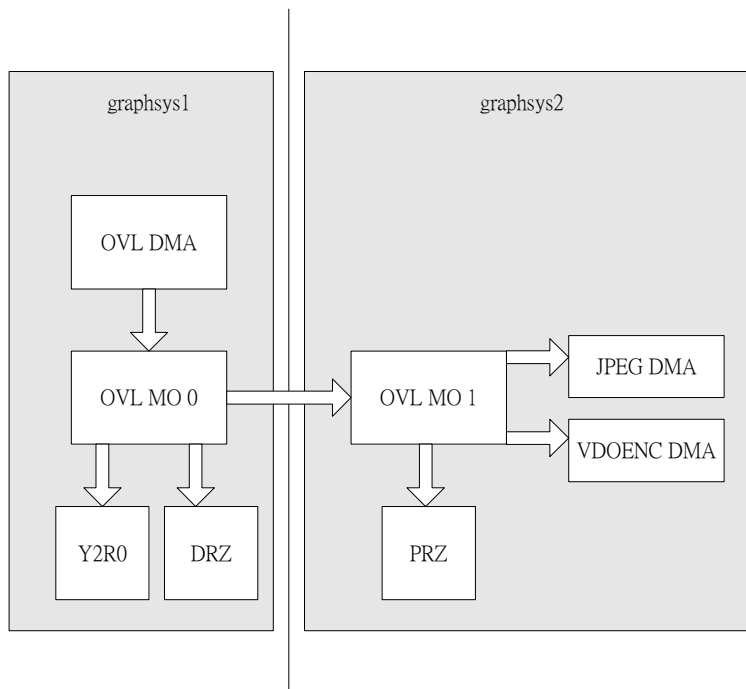 graphsys1
graphsys2
OVL DMA
OVL MO 0
OVL MO 1
JPEG DMA
VDOENC DMA
Y2R0
DRZ
PRZ